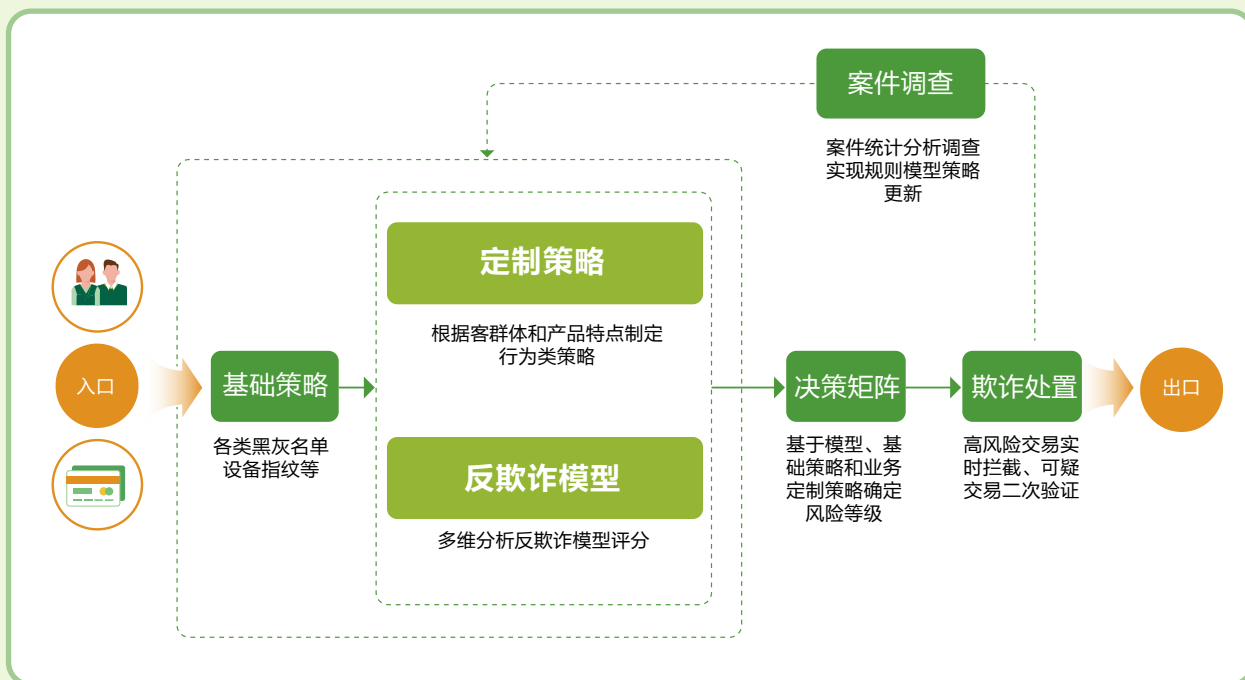 案件调查
案件统计分析调查
实现规则模型策略
更新
定制策略
根据客群体和产品特点制定
行为类策略
入口
基础策略
各类黑灰名单
设备指纹等
反欺诈模型
多维分析反欺诈模型评分
决策矩阵
基于模型、基
础策略和业务
定制策略确定
风险等级
欺诈处置
高风险交易实
时拦截、可疑
交易二次验证
出口